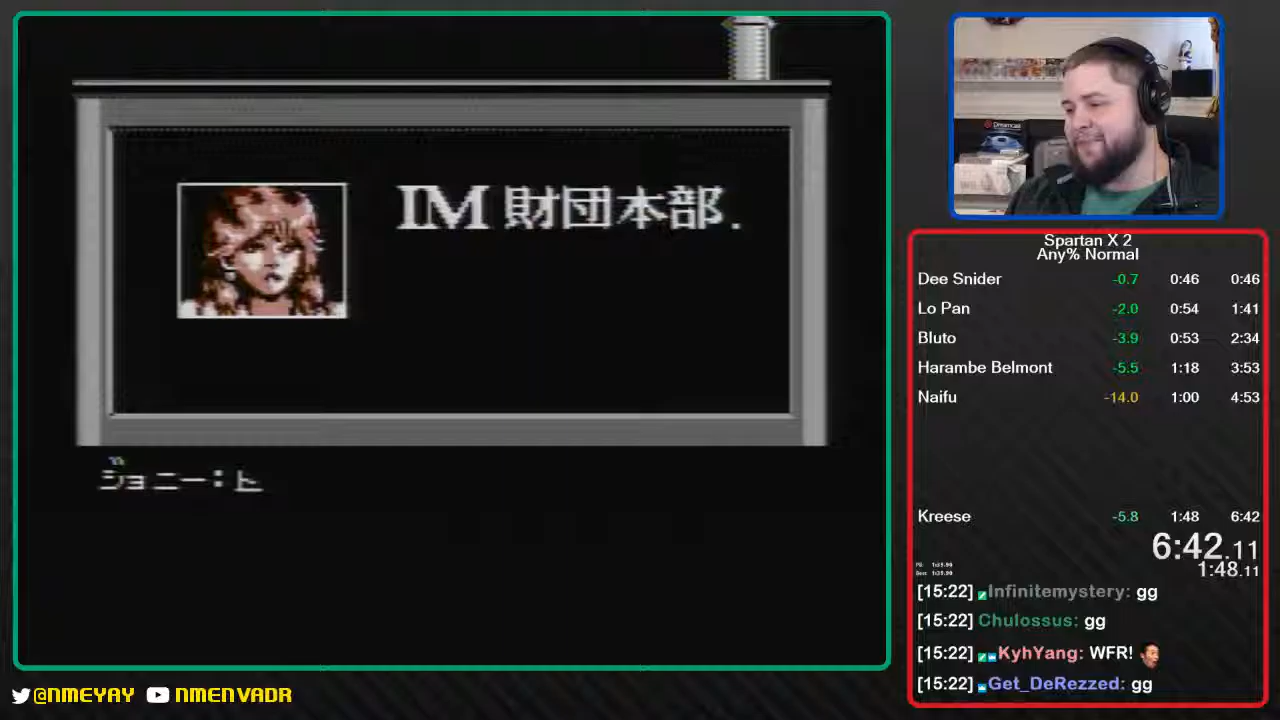 IM 財団本部.
ジョニー:ト
Dreamcast
Spartan X 2
Any% Normal
Dee Snider -0.7 0:46 0:46
Lo Pan -2.0 0:54 1:41
Bluto -3.9 0:53 2:34
Harambe Belmont -5.5 1:18 3:53
Naifu -14.0 1:00 4:53
Kreese -5.8 1:48 6:42
6:42.11
1:48.11
[15:22] Infinitemystery: gg
[15:22] Chulossus: gg
[15:22] KyhYang: WFR!
[15:22] Get_DeRezzed: gg
@NMEYAY NMENVADR